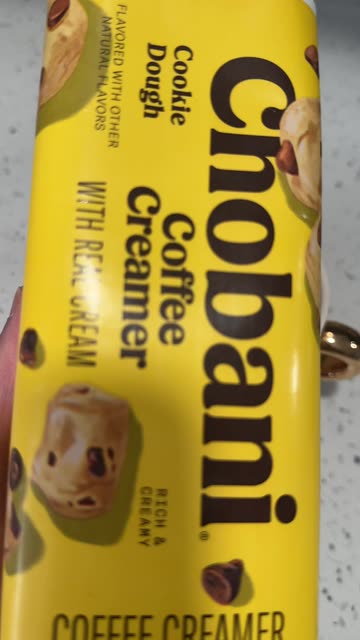 Chobani®
Cookie
Dough
Coffee
Creamer
FLAVORED WITH OTHER
NATURAL FLAVORS
WITH REAL CREAM
RICH &
CREAMY
COFFEE CREAMER